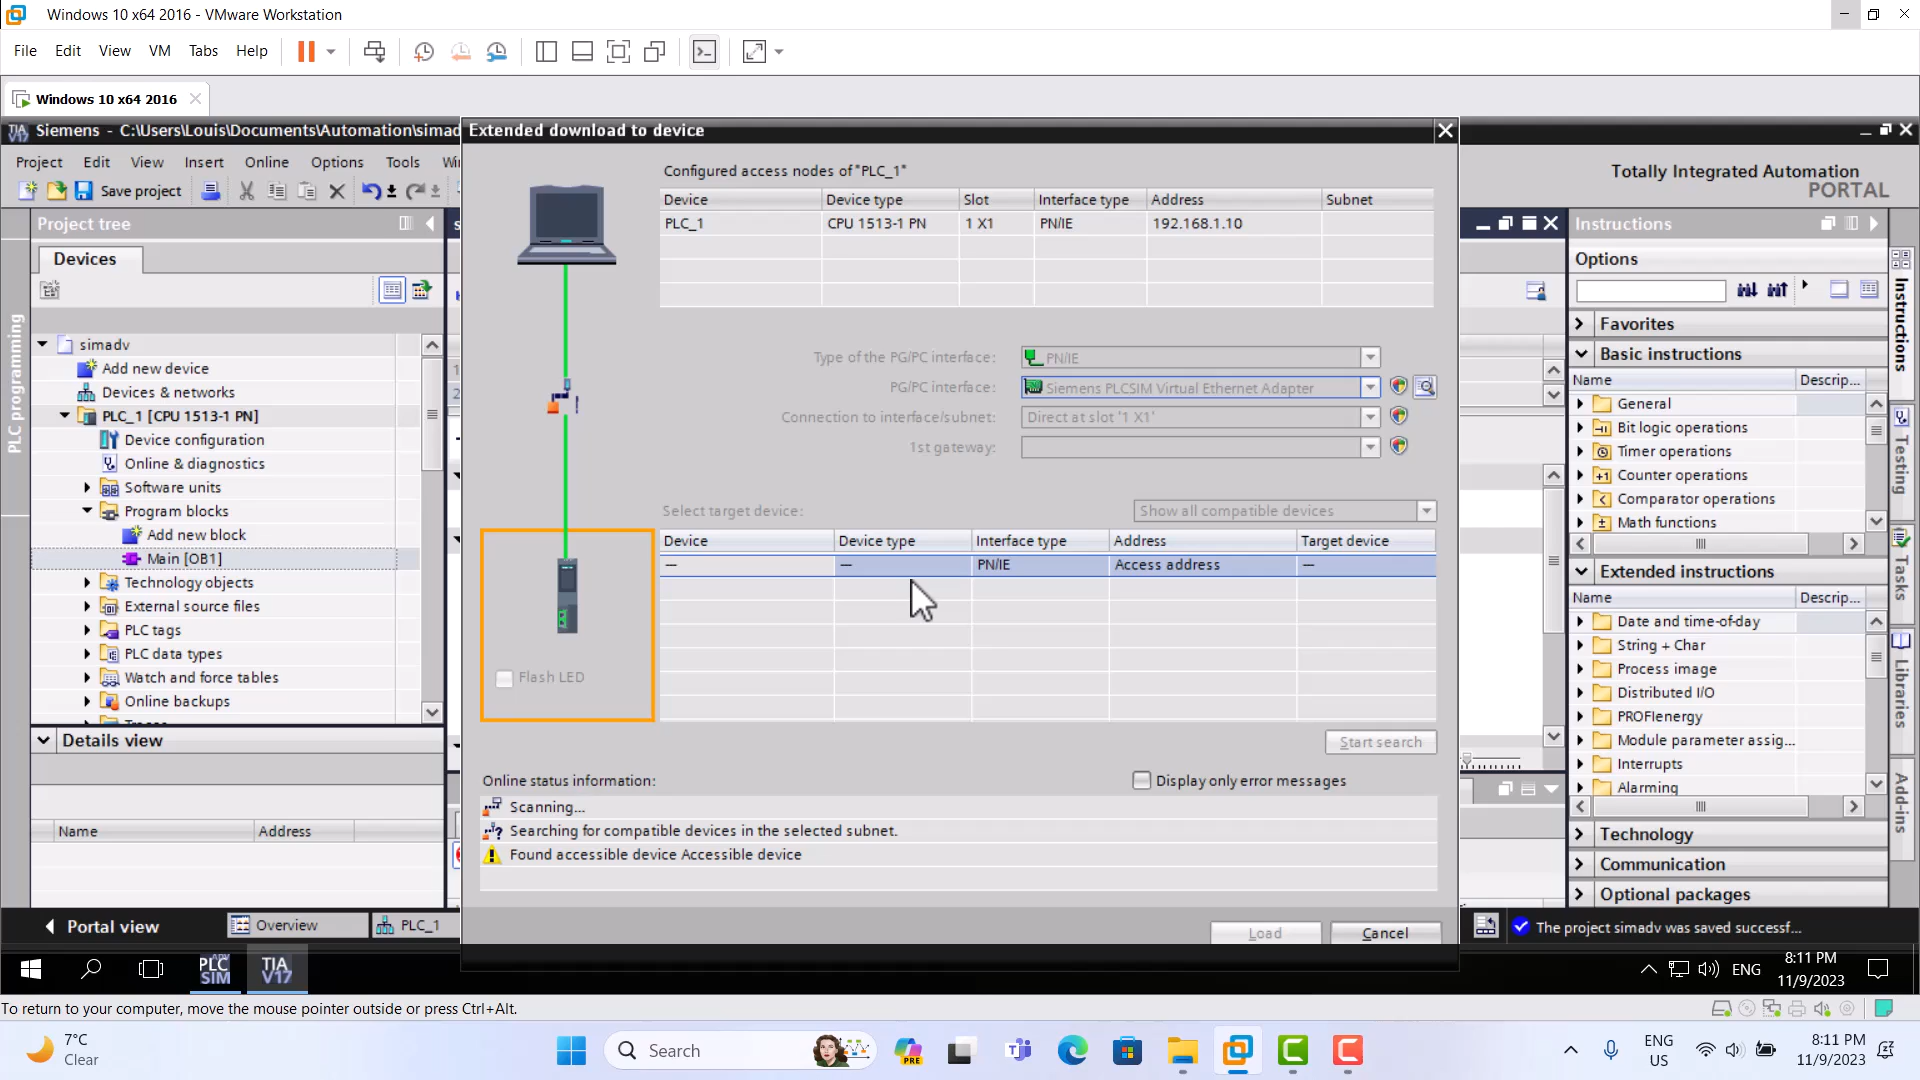 Windows 10 x64 2016 - VMware Workstation
File Edit View VM Tabs Help
Windows 10 x64 2016
TIA V17 Siemens - C:\Users\Louis\Documents\Automation\simad
Project Edit View Insert Online Options Tools Wi
Save project
Totally Integrated Automation
PORTAL
Project tree
Devices
PLC programming
simadv
Add new device
Devices & networks
PLC_1 [CPU 1513-1 PN]
Device configuration
Online & diagnostics
Software units
Program blocks
Add new block
Main [OB1]
Technology objects
External source files
PLC tags
PLC data types
Watch and force tables
Online backups
Traces
Details view
Name Address
Extended download to device
Configured access nodes of "PLC_1"
Device Device type Slot Interface type Address Subnet
PLC_1 CPU 1513-1 PN 1 X1 PN/IE 192.168.1.10
Type of the PG/PC interface: PN/IE
PG/PC interface: Siemens PLCSIM Virtual Ethernet Adapter
Connection to interface/subnet: Direct at slot '1 X1'
1st gateway:
Select target device: Show all compatible devices
Device Device type Interface type Address Target device
— — PN/IE Access address —
Flash LED
Start search
Online status information: Display only error messages
Scanning...
Searching for compatible devices in the selected subnet.
Found accessible device Accessible device
Load Cancel
Instructions
Options
Favorites
Basic instructions
Name Descrip...
General
Bit logic operations
Timer operations
Counter operations
Comparator operations
Math functions
Extended instructions
Name Descrip...
Date and time-of-day
String + Char
Process image
Distributed I/O
PROFIenergy
Module parameter assig...
Interrupts
Alarming
Technology
Communication
Optional packages
Instructions
Testing
Tasks
Libraries
Add-ins
Portal view Overview PLC_1
The project simadv was saved successf...
PLC SIM
TIA V17
ENG
8:11 PM
11/9/2023
To return to your computer, move the mouse pointer outside or press Ctrl+Alt.
7°C
Clear
Search
PRE
ENG
US
8:11 PM
11/9/2023